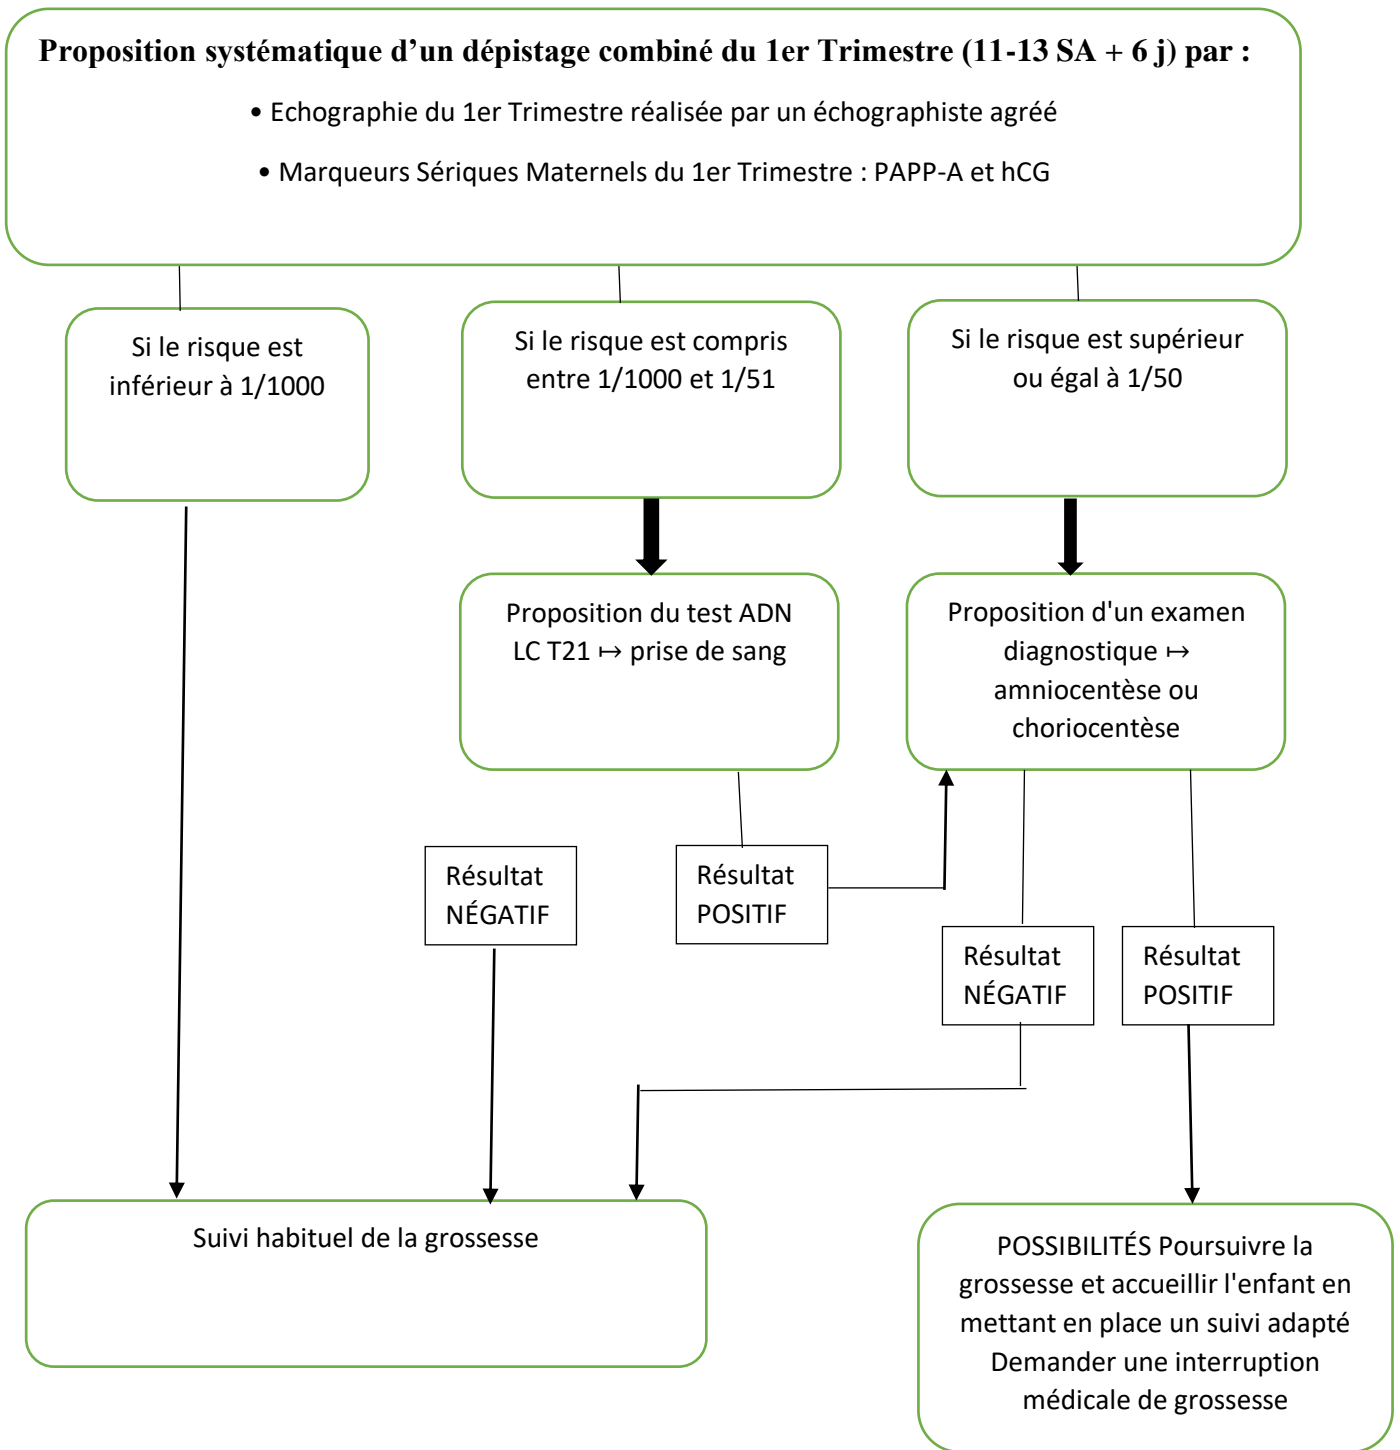 Proposition systématique d’un dépistage combiné du 1er Trimestre (11-13 SA + 6 j) par :
• Echographie du 1er Trimestre réalisée par un échographiste agréé
• Marqueurs Sériques Maternels du 1er Trimestre : PAPP-A et hCG
Si le risque est
inférieur à 1/1000
Si le risque est compris
entre 1/1000 et 1/51
Si le risque est supérieur
ou égal à 1/50
Proposition du test ADN
LC T21 ↦ prise de sang
Proposition d'un examen
diagnostique ↦
amniocentèse ou
choriocentèse
Résultat
NÉGATIF
Résultat
POSITIF
Résultat
NÉGATIF
Résultat
POSITIF
Suivi habituel de la grossesse
POSSIBILITÉS Poursuivre la
grossesse et accueillir l'enfant en
mettant en place un suivi adapté
Demander une interruption
médicale de grossesse